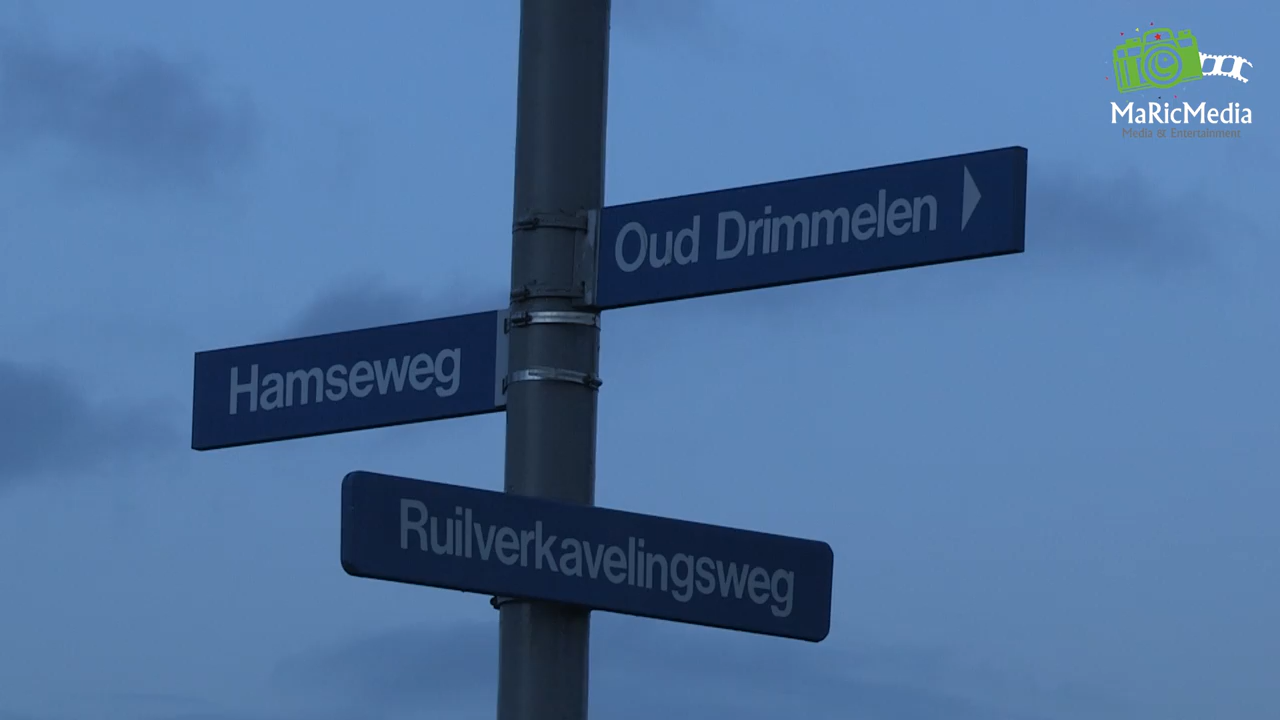 MaRicMedia
Media & Entertainment
Oud Drimmelen
Hamseweg
Ruilverkavelingsweg